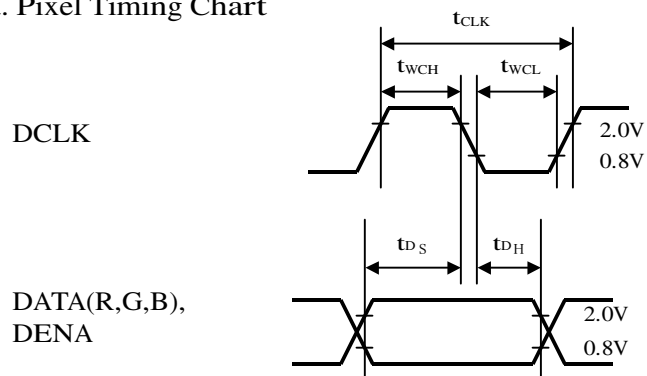 . Pixel Timing Chart
tCLK
tWCH tWCL
DCLK
2.0V
0.8V
tDS tDH
DATA(R,G,B),
DENA
2.0V
0.8V